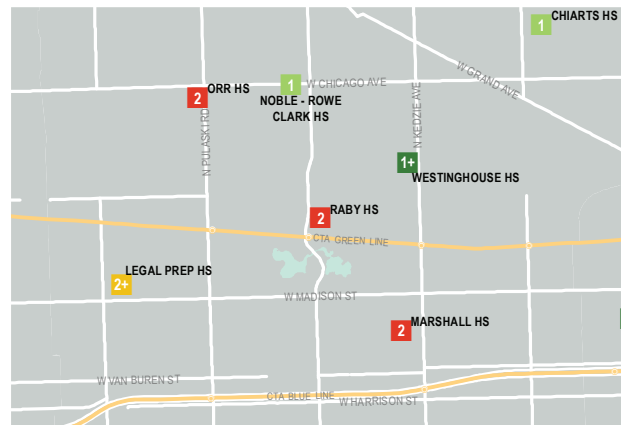 CHIARTS HS
1
W GRAND AVE
W CHICAGO AVE
ORR HS
2
1
NOBLE - ROWE
CLARK HS
N PULASKI RD
N KEDZIE AVE
1+
WESTINGHOUSE HS
RABY HS
2
CTA GREEN LINE
LEGAL PREP HS
2+
W MADISON ST
MARSHALL HS
2
W VAN BUREN ST
CTA BLUE LINE
W HARRISON ST